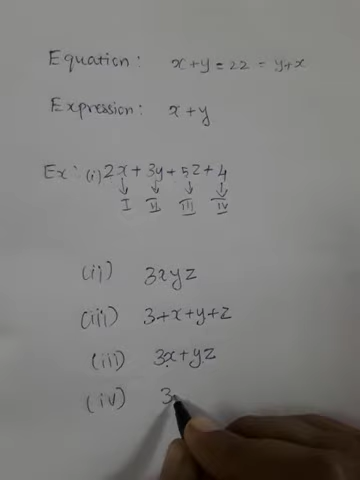 Equation: x+y = 22 = y+x
Expression: x+y
Ex: (i) 2x+3y+5z+4
I II III IV
(ii) 3xyz
(iii) 3+x+y+z
(iii) 3x+yz
(iv) 3